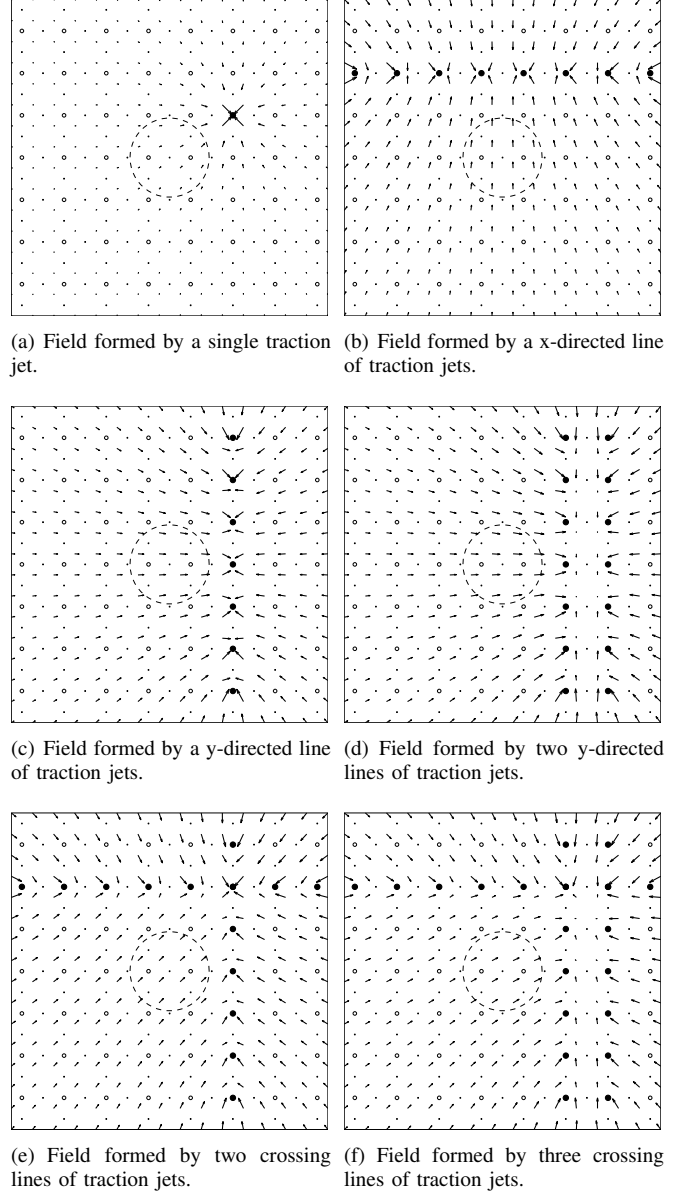 (a) Field formed by a single traction
jet.
(b) Field formed by a x-directed line
of traction jets.
(c) Field formed by a y-directed line
of traction jets.
(d) Field formed by two y-directed
lines of traction jets.
(e) Field formed by two crossing
lines of traction jets.
(f) Field formed by three crossing
lines of traction jets.